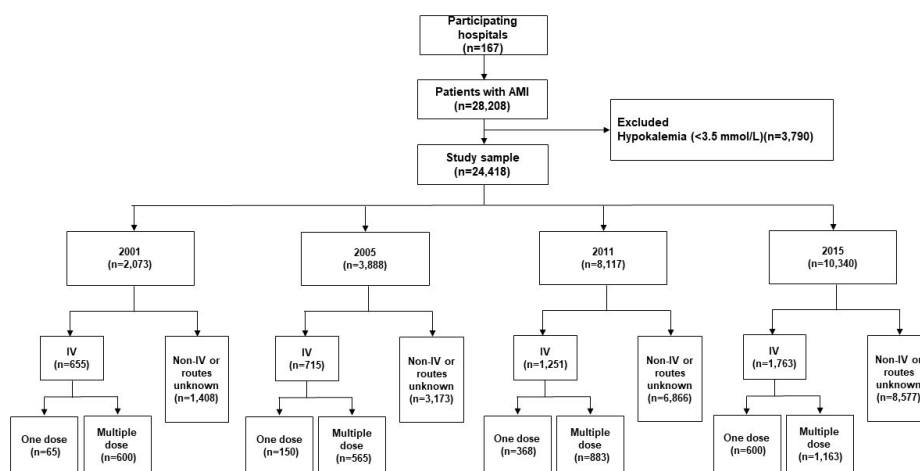 Participating
hospitals
(n=167)
Patients with AMI
(n=28,208)
Excluded
Hypokalemia (<3.5 mmol/L)(n=3,790)
Study sample
(n=24,418)
2001
(n=2,073)
2005
(n=3,888)
2011
(n=8,117)
2015
(n=10,340)
IV
(n=655)
Non-IV or
routes
unknown
(n=1,408)
IV
(n=715)
Non-IV or
routes
unknown
(n=3,173)
IV
(n=1,251)
Non-IV or
routes
unknown
(n=6,866)
IV
(n=1,763)
Non-IV or
routes
unknown
(n=8,577)
One dose
(n=65)
Multiple
dose
(n=600)
One dose
(n=150)
Multiple
dose
(n=565)
One dose
(n=368)
Multiple
dose
(n=883)
One dose
(n=600)
Multiple
dose
(n=1,163)